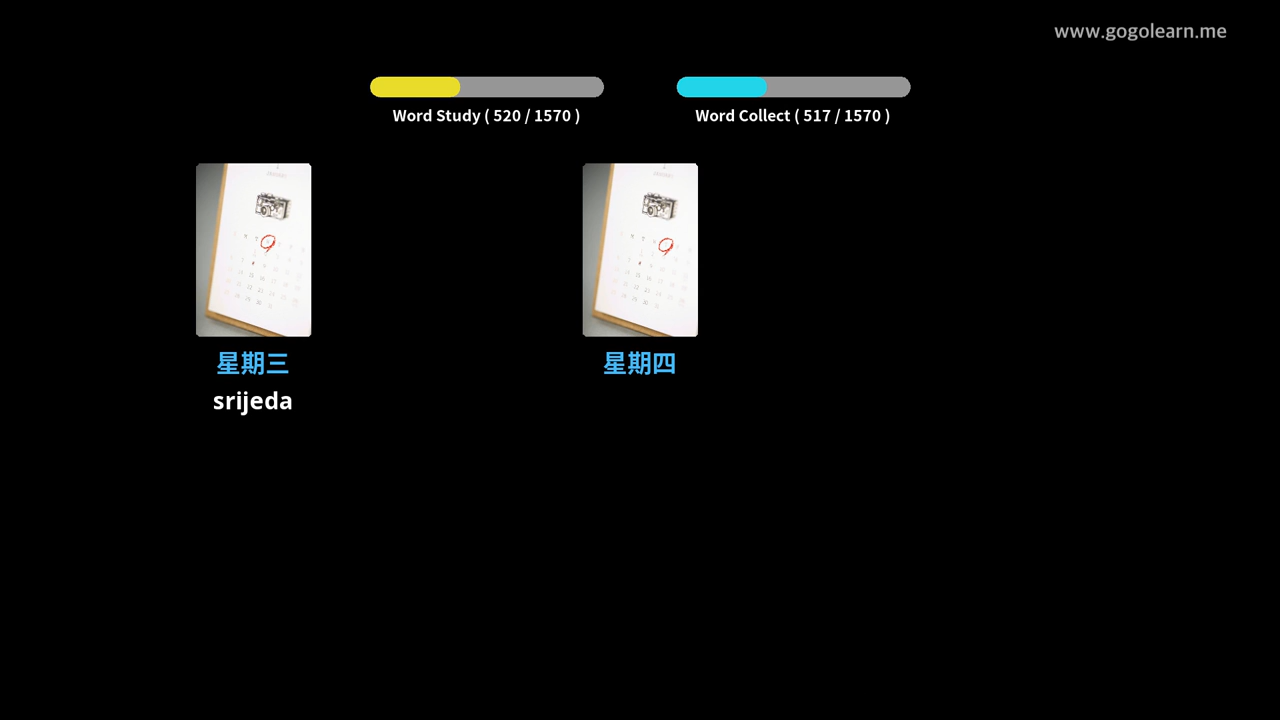 www.gogolearn.me
Word Study ( 520 / 1570 )
Word Collect ( 517 / 1570 )
星期三
星期四
srijeda